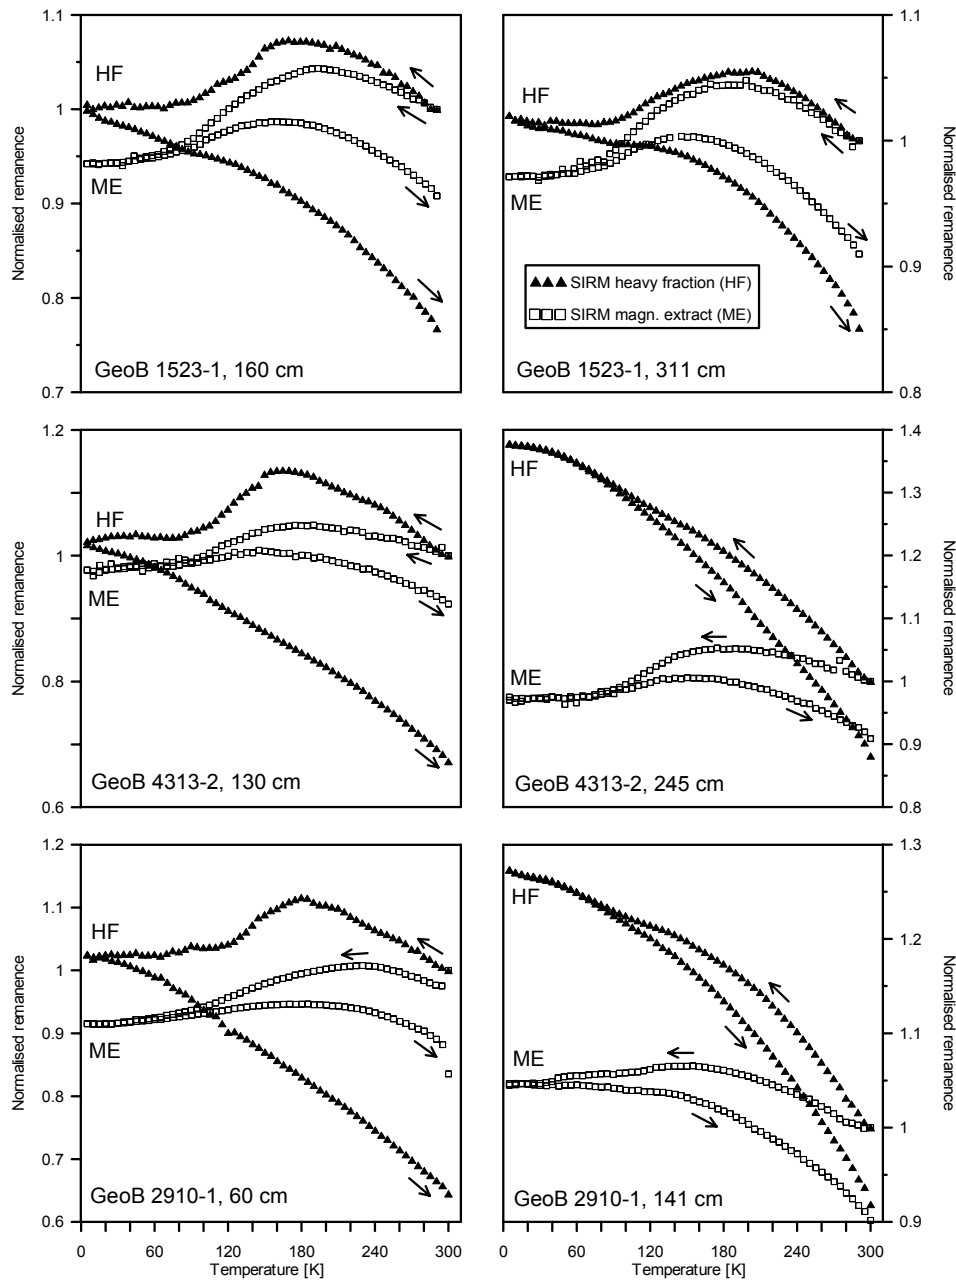 1.1
1
0.9
0.8
0.7
Normalised remanence
HF
ME
GeoB 1523-1, 160 cm
1.1
1
0.9
0.8
Normalised remanence
HF
ME
SIRM heavy fraction (HF)
SIRM magn. extract (ME)
GeoB 1523-1, 311 cm
1.2
1
0.8
0.6
Normalised remanence
HF
ME
GeoB 4313-2, 130 cm
1.4
1.3
1.2
1.1
1
0.9
0.8
Normalised remanence
HF
ME
GeoB 4313-2, 245 cm
1.2
1
0.9
0.8
0.6
Normalised remanence
HF
ME
GeoB 2910-1, 60 cm
0 60 120 180 240 300
Temperature [K]
1.3
1.2
1.1
1
0.9
Normalised remanence
HF
ME
GeoB 2910-1, 141 cm
0 60 120 180 240 300
Temperature [K]